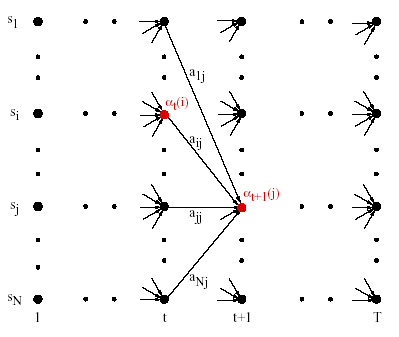 s1
a1j
si
αt(i)
aij
sj
αt+1(j)
ajj
aNj
sN
1 t t+1 T